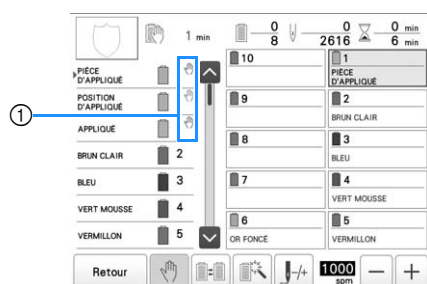 1 min
0
8
0
2616
0 min
6 min
PIÈCE
D'APPLIQUÉ
POSITION
D'APPLIQUÉ
APPLIQUÉ
BRUN CLAIR 2
BLEU 3
VERT MOUSSE 4
VERMILLON 5
①
10
9
8
7
6
OR FONCÉ
1
PIÈCE
D'APPLIQUÉ
2
BRUN CLAIR
3
BLEU
4
VERT MOUSSE
5
VERMILLON
Retour
-/+
1000
spm
− +